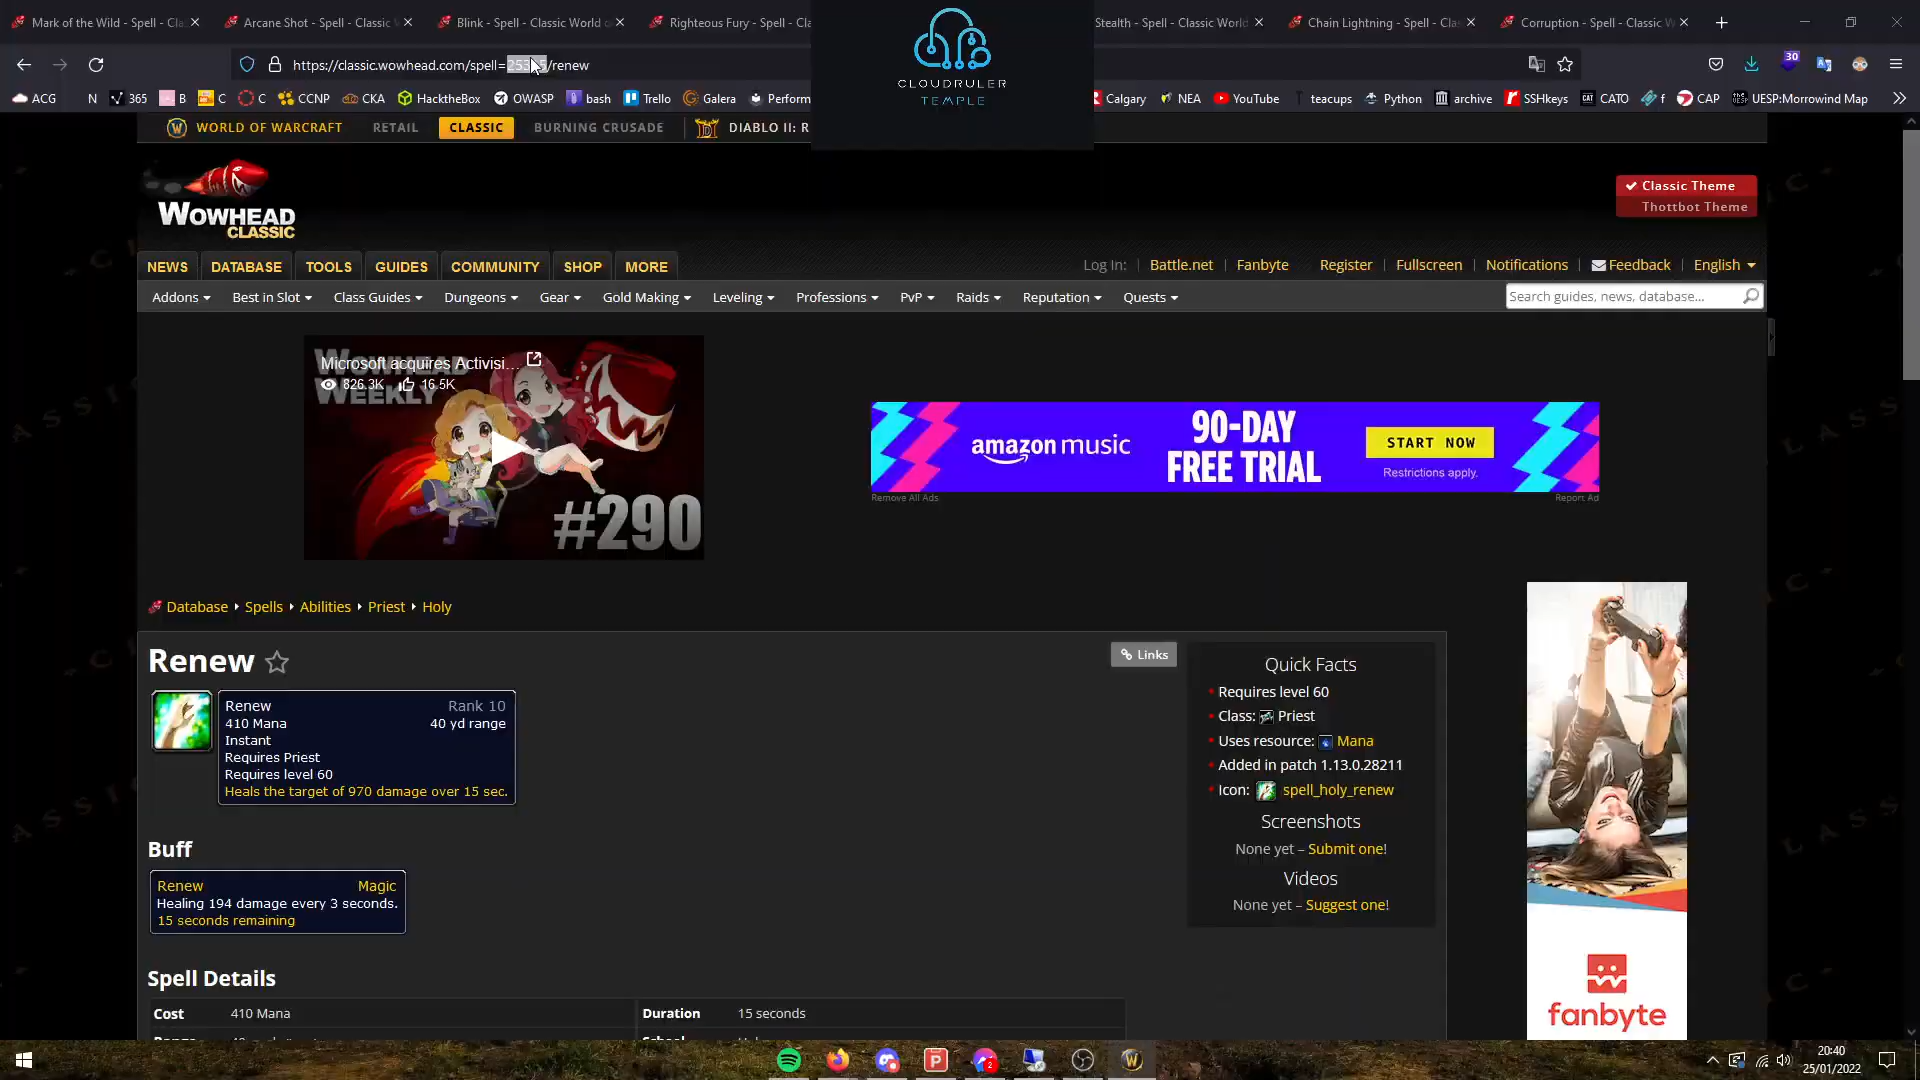 Mark of the Wild - Spell - Cla
Arcane Shot - Spell - Classic
Blink - Spell - Classic World o
Righteous Fury - Spell - Cla
Stealth - Spell - Classic World
Chain Lightning - Spell - Cla
Corruption - Spell - Classic W
https://classic.wowhead.com/spell= /renew
30
CLOUDRULER
TEMPLE
ACG
N
365
B
C
C
CCNP
CKA
HacktheBox
OWASP
bash
Trello
Galera
Perform
Calgary
NEA
YouTube
teacups
Python
archive
SSHkeys
CATO
f
CAP
UESP:Morrowind Map
WORLD OF WARCRAFT
RETAIL
CLASSIC
BURNING CRUSADE
DIABLO II: R
WOWHEAD
CLASSIC
Classic Theme
Thottbot Theme
NEWS
DATABASE
TOOLS
GUIDES
COMMUNITY
SHOP
MORE
Log In:
Battle.net
Fanbyte
Register
Fullscreen
Notifications
Feedback
English
Addons
Best in Slot
Class Guides
Dungeons
Gear
Gold Making
Leveling
Professions
PvP
Raids
Reputation
Quests
Search guides, news, database...
Microsoft acquires Activisi...
826.3K
16.5K
WOWHEAD
WEEKLY
#290
amazon music
90-DAY
FREE TRIAL
START NOW
Restrictions apply.
Remove All Ads
Report Ad
Database
Spells
Abilities
Priest
Holy
Renew
Links
Renew Rank 10
410 Mana 40 yd range
Instant
Requires Priest
Requires level 60
Heals the target of 970 damage over 15 sec.
Quick Facts
Requires level 60
Class: Priest
Uses resource: Mana
Added in patch 1.13.0.28211
Icon: spell_holy_renew
Screenshots
None yet – Submit one!
Videos
None yet – Suggest one!
Buff
Renew Magic
Healing 194 damage every 3 seconds.
15 seconds remaining
Spell Details
Cost 410 Mana Duration 15 seconds
fanbyte
2
20:40
25/01/2022